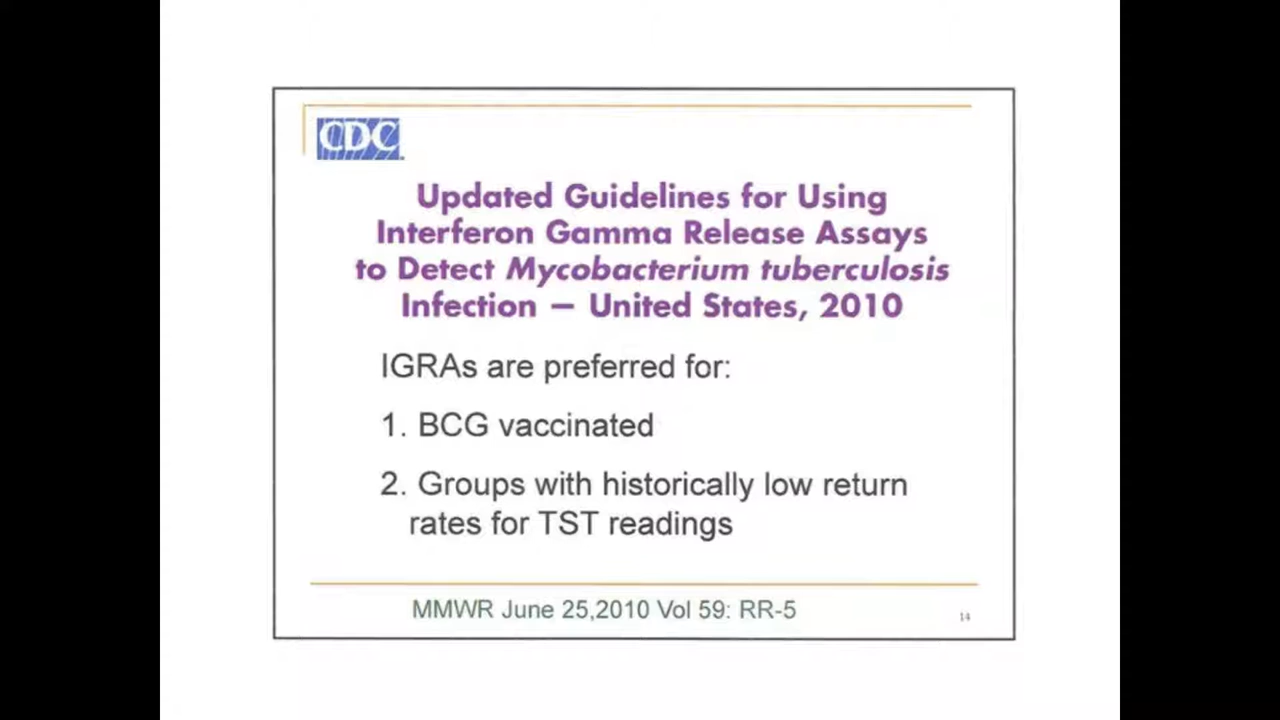 CDC
Updated Guidelines for Using
Interferon Gamma Release Assays
to Detect Mycobacterium tuberculosis
Infection — United States, 2010
IGRAs are preferred for:
1. BCG vaccinated
2. Groups with historically low return
rates for TST readings
MMWR June 25,2010 Vol 59: RR-5
14